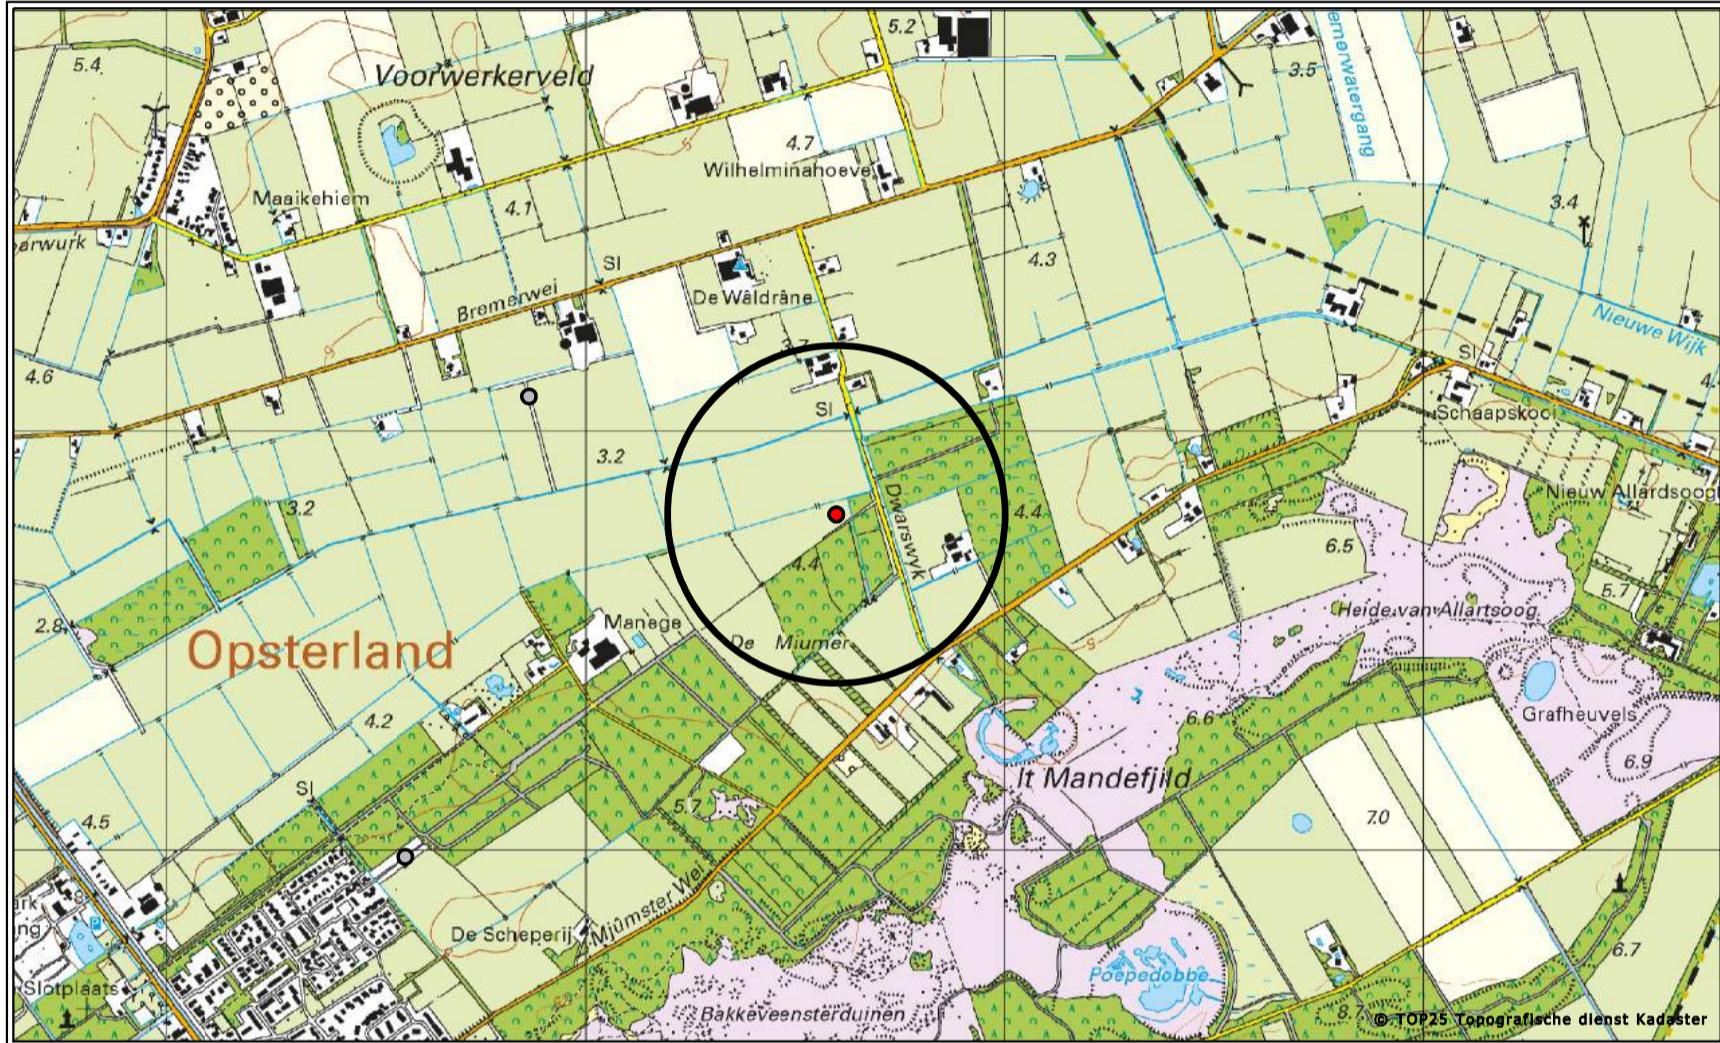 5.4
Voorwerkerveld
5.2
3.5
4.7
Wilhelminahoeve
Maaikehiem
4.1
3.4
SI
4.3
De Wâldrâne
Bremerwei
Nieuwe Wijk
3.7
4.6
SI
SI
Schaapskooi
3.2
Dwarswyk
Nieuw Allardsoog
3.2
4.4
6.5
4.4
5.7
2.8
Manege
Heide van Allartsoog
Opsterland
De Miumer
4.2
6.6
Grafheuvels
It Mandefjild
6.9
SI
5.7
7.0
4.5
Mjûmster Wei
De Scheperij
6.7
Poepedobbe
Slotplaats
Bakkeveensterduinen
© TOP25 Topografische dienst Kadaster